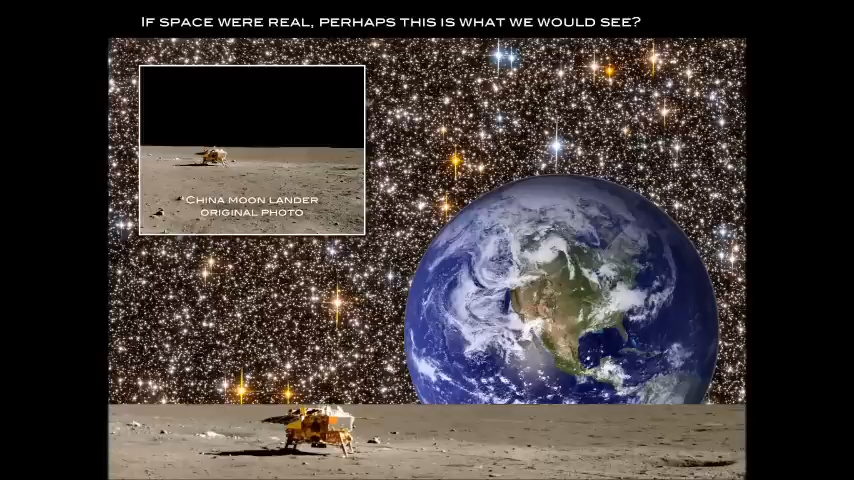 If space were real, perhaps this is what we would see?
China moon lander
original photo